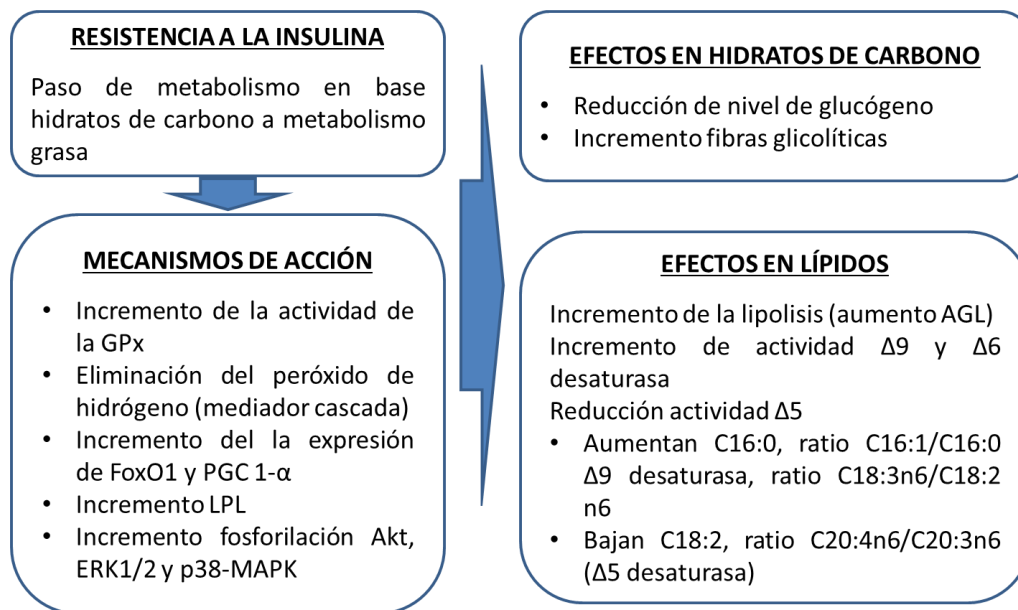 RESISTENCIA A LA INSULINA
Paso de metabolismo en base
hidratos de carbono a metabolismo
grasa
MECANISMOS DE ACCIÓN
• Incremento de la actividad de
la GPx
• Eliminación del peróxido de
hidrógeno (mediador cascada)
• Incremento del la expresión
de FoxO1 y PGC 1-α
• Incremento LPL
• Incremento fosforilación Akt,
ERK1/2 y p38-MAPK
EFECTOS EN HIDRATOS DE CARBONO
• Reducción de nivel de glucógeno
• Incremento fibras glicolíticas
EFECTOS EN LÍPIDOS
Incremento de la lipolisis (aumento AGL)
Incremento de actividad Δ9 y Δ6
desaturasa
Reducción actividad Δ5
• Aumentan C16:0, ratio C16:1/C16:0
Δ9 desaturasa, ratio C18:3n6/C18:2
n6
• Bajan C18:2, ratio C20:4n6/C20:3n6
(Δ5 desaturasa)